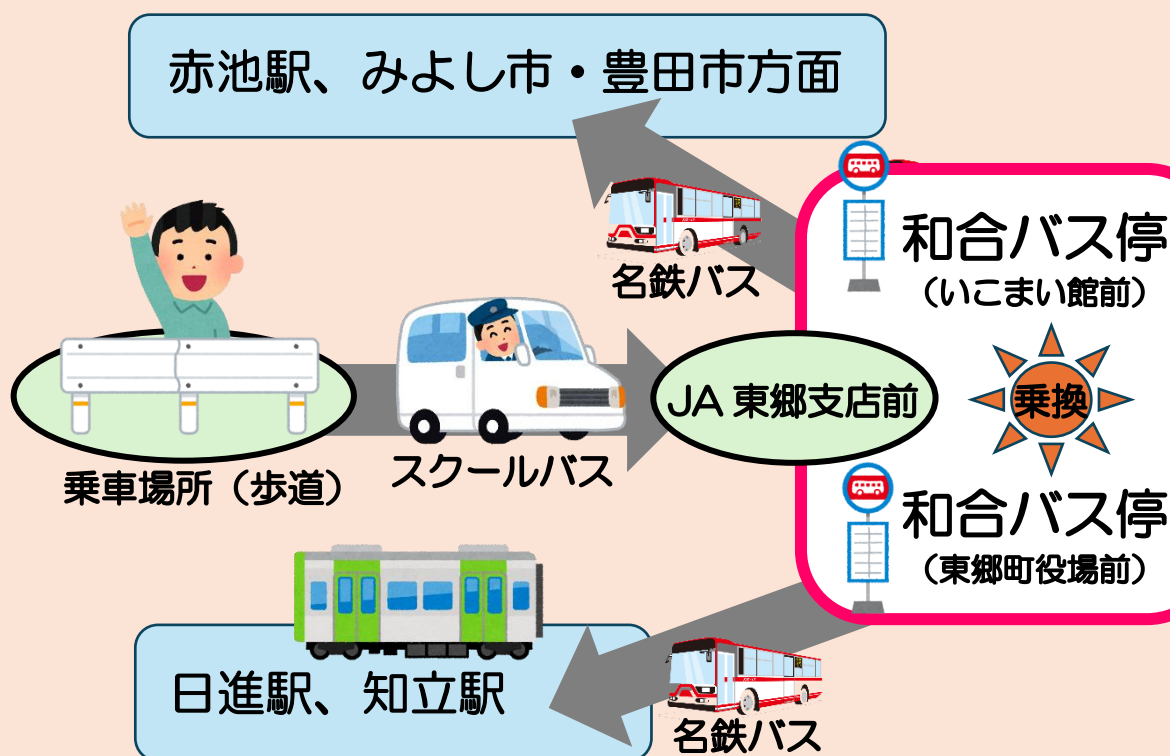 赤池駅、みよし市・豊田市方面
名鉄バス
和合バス停
（いこまい館前）
JA 東郷支店前
乗換
乗車場所（歩道）
スクールバス
和合バス停
（東郷町役場前）
日進駅、知立駅
名鉄バス